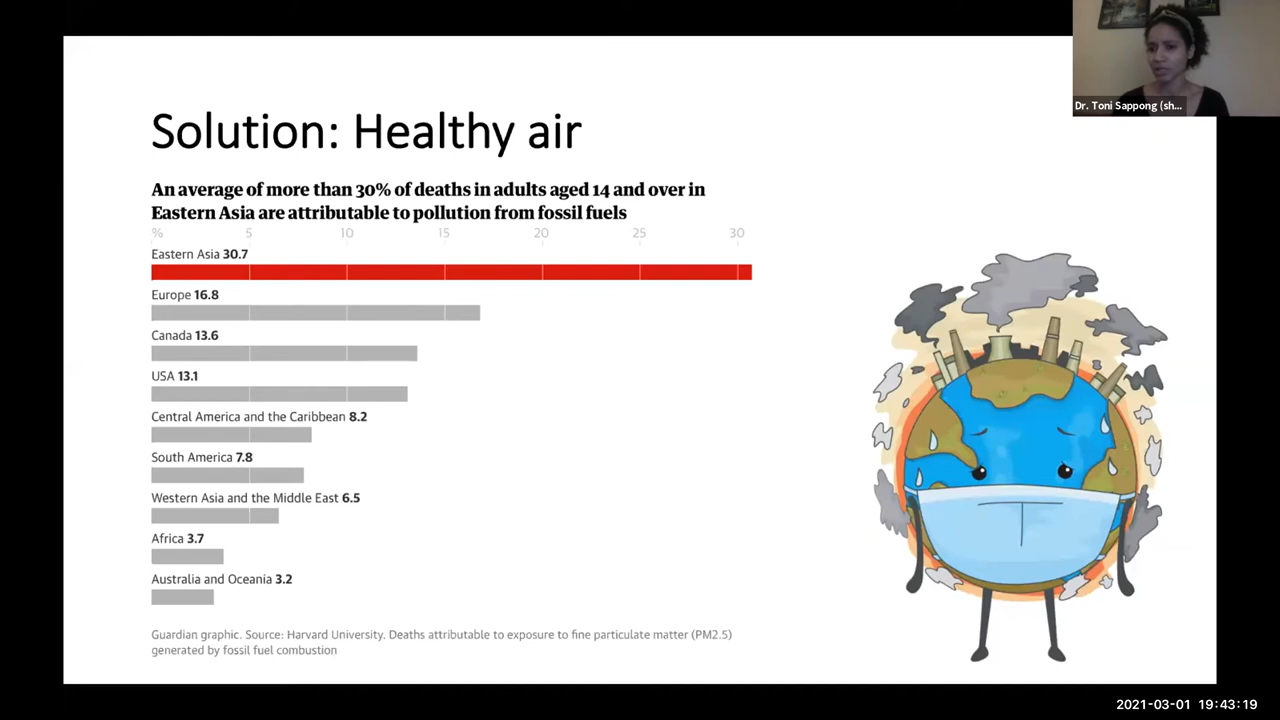 Dr. Toni Sappong (sh...
Solution: Healthy air
An average of more than 30% of deaths in adults aged 14 and over in
Eastern Asia are attributable to pollution from fossil fuels
% 5 10 15 20 25 30
Eastern Asia 30.7
Europe 16.8
Canada 13.6
USA 13.1
Central America and the Caribbean 8.2
South America 7.8
Western Asia and the Middle East 6.5
Africa 3.7
Australia and Oceania 3.2
Guardian graphic. Source: Harvard University. Deaths attributable to exposure to fine particulate matter (PM2.5)
generated by fossil fuel combustion
2021-03-01 19:43:19